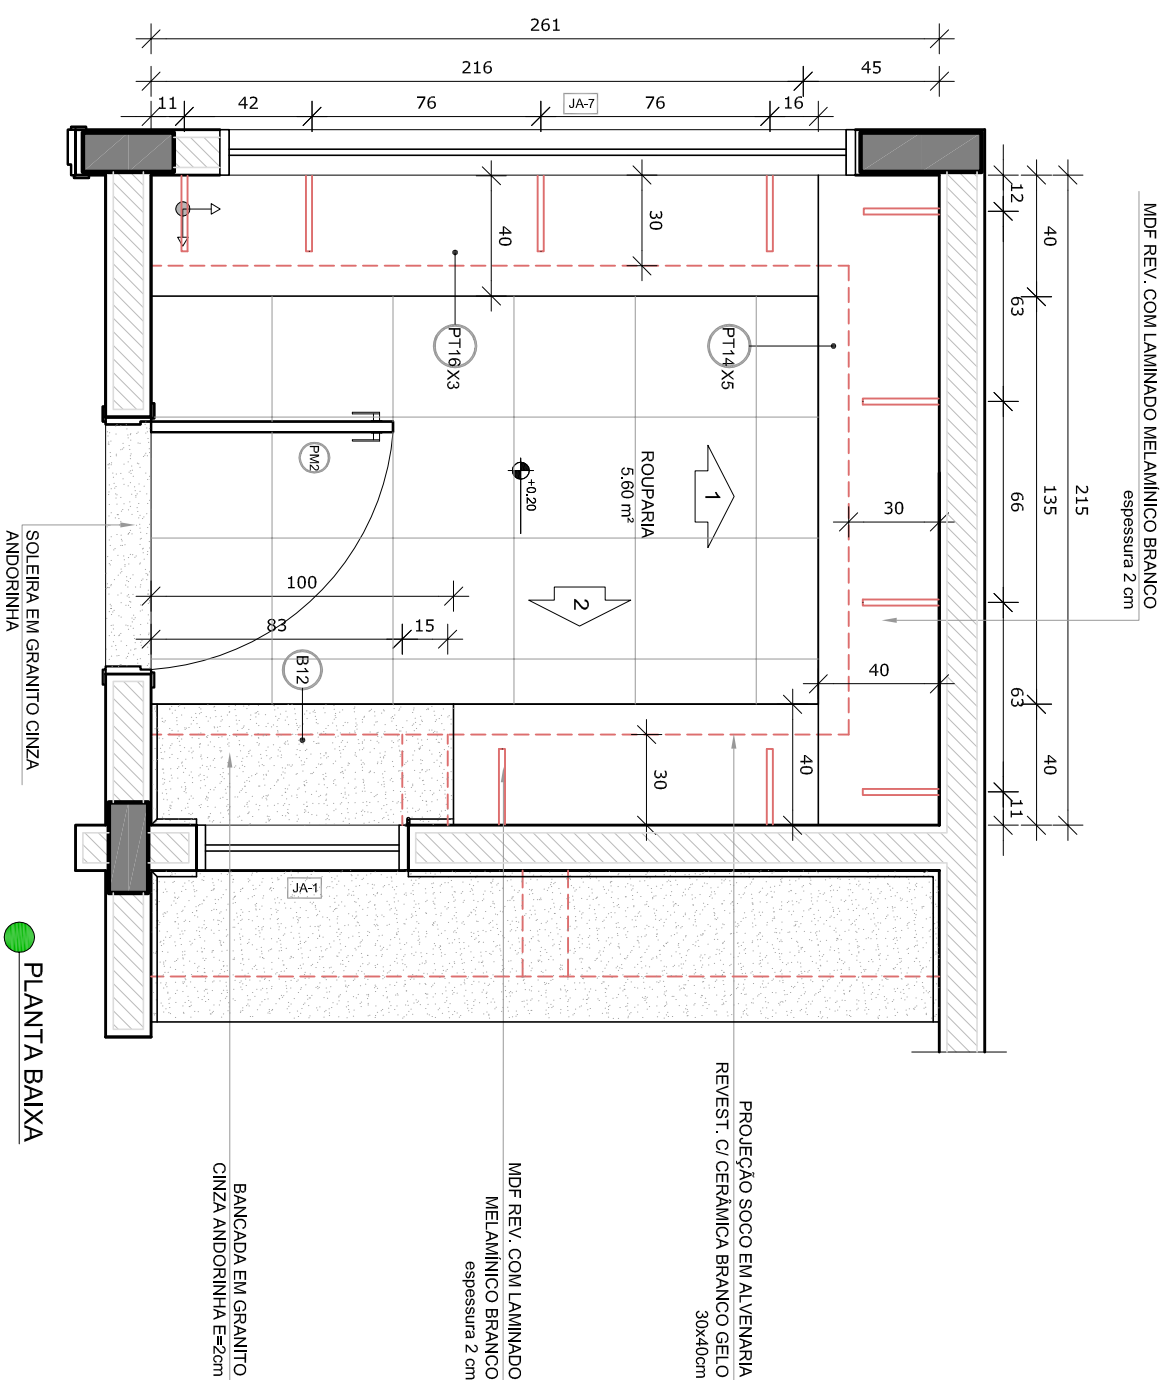 261
216
45
11
42
76
JA-7
76
16
12
63
66
63
11
40
135
40
215
MDF REV. COM LAMINADO MELAMÍNICO BRANCO
espessura 2 cm
40
30
PT16 X3
PT14 X5
PM2
+0.20
ROUPARIA
5.60 m²
1
2
30
100
83
15
B12
40
40
30
SOLEIRA EM GRANITO CINZA
ANDORINHA
JA-1
PLANTA BAIXA
PROJEÇÃO SOCO EM ALVENARIA
REVEST. C/ CERÂMICA BRANCO GELO
30x40cm
MDF REV. COM LAMINADO
MELAMÍNICO BRANCO
espessura 2 cm
BANCADA EM GRANITO
CINZA ANDORINHA E=2cm